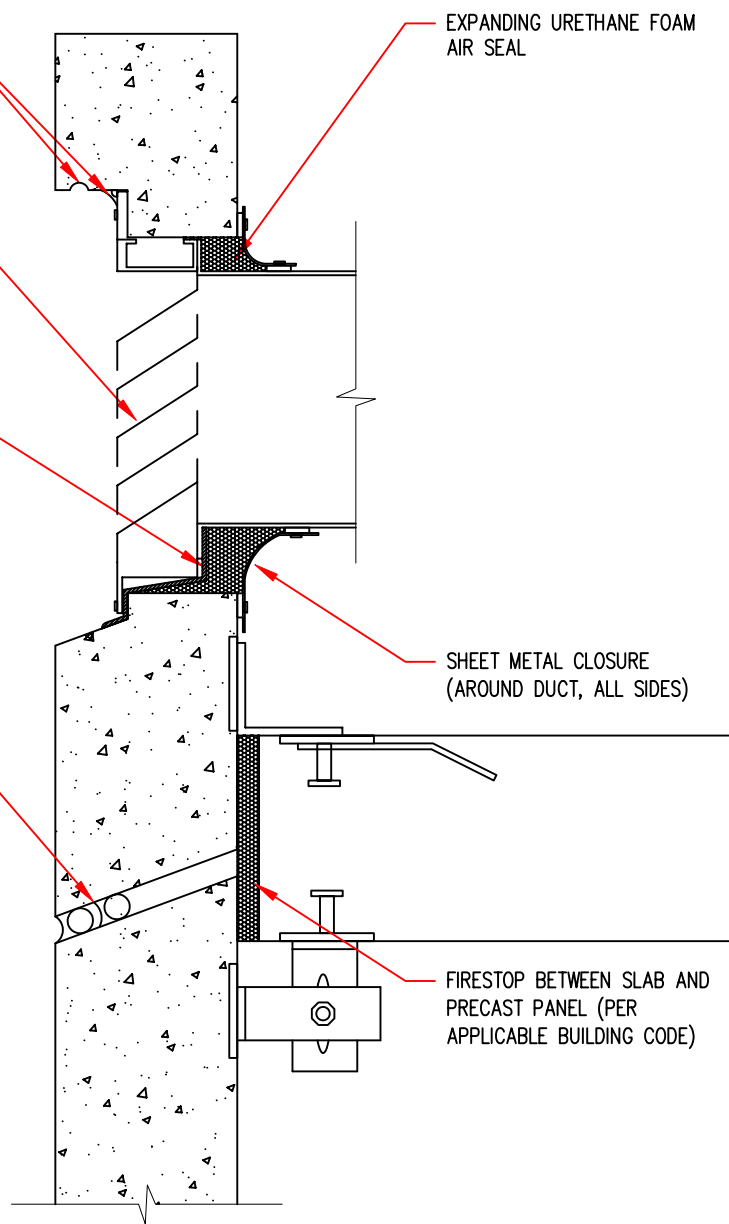 EXPANDING URETHANE FOAM
AIR SEAL
SHEET METAL CLOSURE
(AROUND DUCT, ALL SIDES)
FIRESTOP BETWEEN SLAB AND
PRECAST PANEL (PER
APPLICABLE BUILDING CODE)